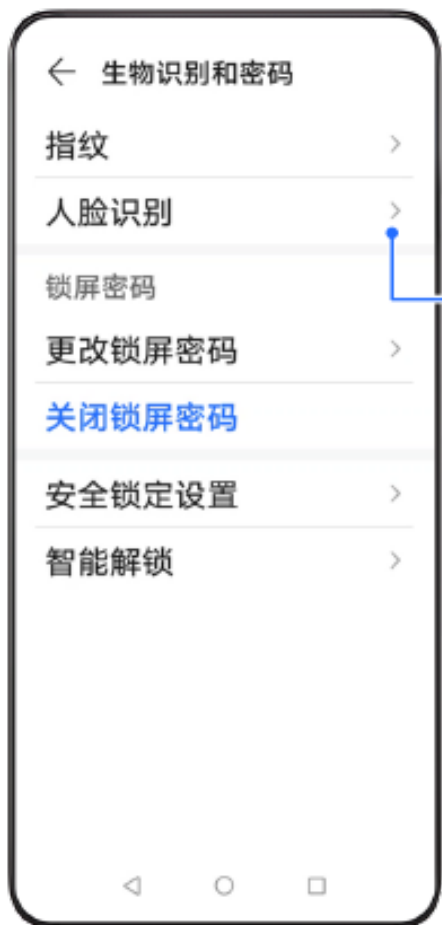 生物识别和密码
指纹
人脸识别
锁屏密码
更改锁屏密码
关闭锁屏密码
安全锁定设置
智能解锁